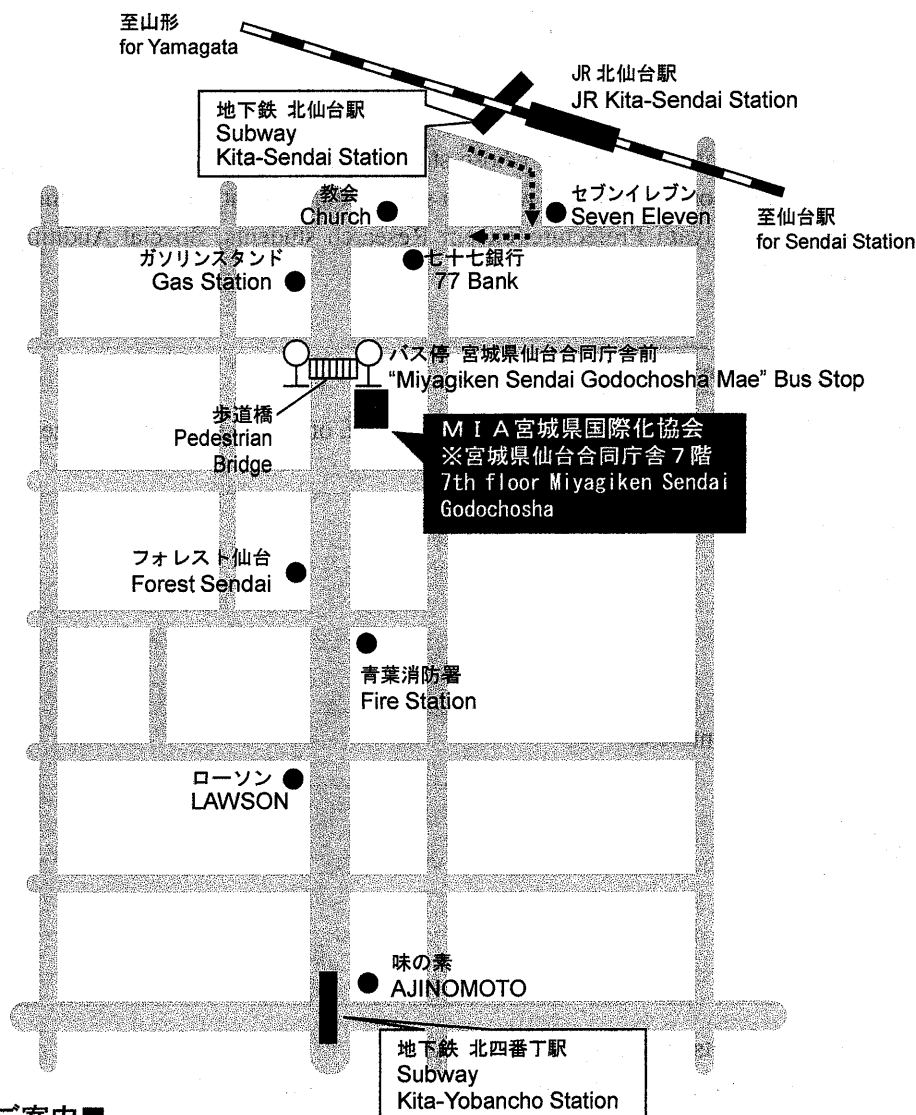 至山形
for Yamagata
JR 北仙台駅
JR Kita-Sendai Station
地下鉄 北仙台駅
Subway
Kita-Sendai Station
教会
Church
セブンイレブン
Seven Eleven
至仙台駅
for Sendai Station
ガソリンスタンド
Gas Station
七十七銀行
77 Bank
バス停 宮城県仙台合同庁舎前
“Miyagiken Sendai Godochosha Mae” Bus Stop
歩道橋
Pedestrian
Bridge
ＭＩＡ宮城県国際化協会
※宮城県仙台合同庁舎７階
7th floor Miyagiken Sendai
Godochosha
フォレスト仙台
Forest Sendai
青葉消防署
Fire Station
ローソン
LAWSON
味の素
AJINOMOTO
地下鉄 北四番丁駅
Subway
Kita-Yobancho Station